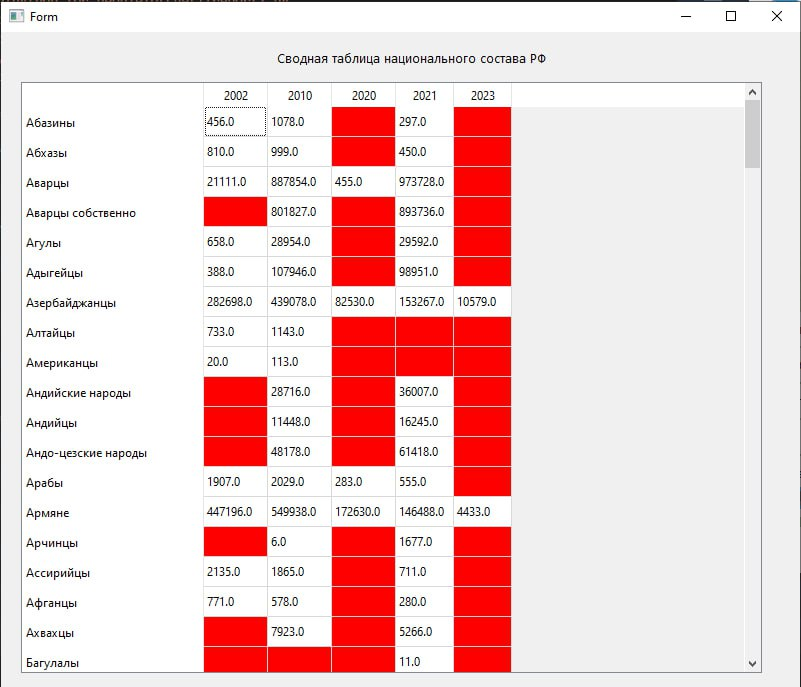 Form
Сводная таблица национального состава РФ
2002 2010 2020 2021 2023
Абазины 456.0 1078.0 297.0
Абхазы 810.0 999.0 450.0
Аварцы 21111.0 887854.0 455.0 973728.0
Аварцы собственно 801827.0 893736.0
Агулы 658.0 28954.0 29592.0
Адыгейцы 388.0 107946.0 98951.0
Азербайджанцы 282698.0 439078.0 82530.0 153267.0 10579.0
Алтайцы 733.0 1143.0
Американцы 20.0 113.0
Андийские народы 28716.0 36007.0
Андийцы 11448.0 16245.0
Андо-цезские народы 48178.0 61418.0
Арабы 1907.0 2029.0 283.0 555.0
Армяне 447196.0 549938.0 172630.0 146488.0 4433.0
Арчинцы 6.0 1677.0
Ассирийцы 2135.0 1865.0 711.0
Афганцы 771.0 578.0 280.0
Ахвахцы 7923.0 5266.0
Багулалы 11.0